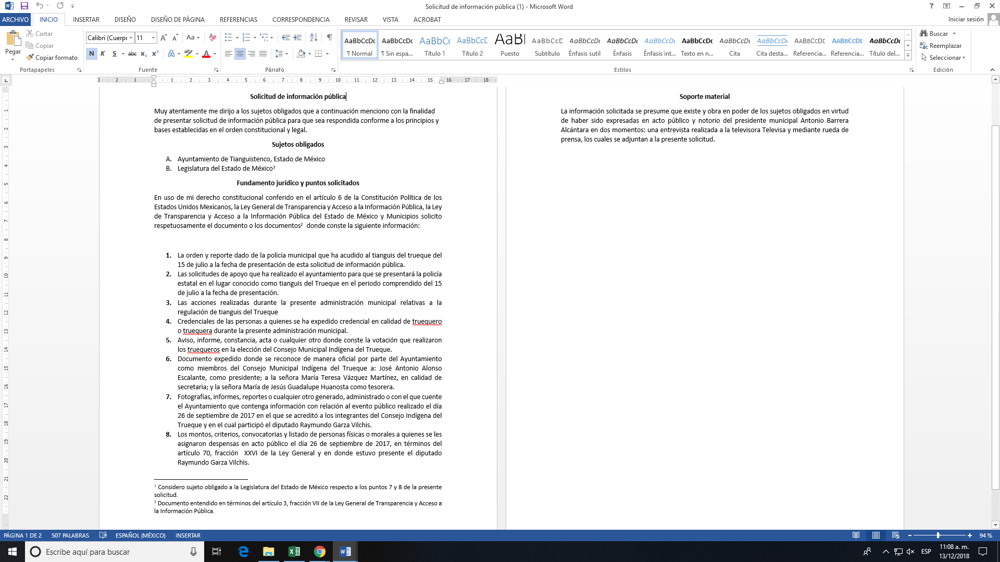 Solicitud de información pública (1) - Microsoft Word
ARCHIVO INICIO INSERTAR DISEÑO DISEÑO DE PÁGINA REFERENCIAS CORRESPONDENCIA REVISAR VISTA ACROBAT Iniciar sesión
Pegar
Cortar
Copiar
Copiar formato
Portapapeles
Calibri (Cuerpo 11
N K S abc x₂ x²
Fuente
Párrafo
AaBbCcDc AaBbCcDc AaBbCc AaBbCcD AaBl AaBbCcD AaBbCcDc AaBbCcDc AaBbCcDc AaBbCcDc AaBbCcDc AaBbCcDc AABBCCDD AABBCCDD AaBbCcDc
¶ Normal ¶ Sin espa... Título 1 Título 2 Puesto Subtítulo Énfasis sutil Énfasis Énfasis int... Texto en n... Cita Cita desta... Referencia... Referencia... Título del...
Estilos
Buscar
Reemplazar
Seleccionar
Edición
3 2 1 1 2 3 4 5 6 7 8 9 10 11 12 13 14 15 16 17 18
Solicitud de información pública
Muy atentamente me dirijo a los sujetos obligados que a continuación menciono con la finalidad
de presentar solicitud de información pública para que sea respondida conforme a los principios y
bases establecidas en el orden constitucional y legal.
Sujetos obligados
A. Ayuntamiento de Tianguistenco, Estado de México
B. Legislatura del Estado de México¹
Fundamento jurídico y puntos solicitados
En uso de mi derecho constitucional conferido en el artículo 6 de la Constitución Política de los
Estados Unidos Mexicanos, la Ley General de Transparencia y Acceso a la Información Pública, la Ley
de Transparencia y Acceso a la Información Pública del Estado de México y Municipios solicito
respetuosamente el documento o los documentos² donde conste la siguiente información:
1. La orden y reporte dado de la policía municipal que ha acudido al tianguis del trueque del
15 de julio a la fecha de presentación de esta solicitud de información pública.
2. Las solicitudes de apoyo que ha realizado el ayuntamiento para que se presentará la policía
estatal en el lugar conocido como tianguis del Trueque en el periodo comprendido del 15
de julio a la fecha de presentación.
3. Las acciones realizadas durante la presente administración municipal relativas a la
regulación de tianguis del Trueque
4. Credenciales de las personas a quienes se ha expedido credencial en calidad de truequero
o truequera durante la presente administración municipal.
5. Aviso, informe, constancia, acta o cualquier otro donde conste la votación que realizaron
los truequeros en la elección del Consejo Municipal Indígena del Trueque.
6. Documento expedido donde se reconoce de manera oficial por parte del Ayuntamiento
como miembros del Consejo Municipal Indígena del Trueque a: José Antonio Alonso
Escalante, como presidente; a la señora María Teresa Vázquez Martínez, en calidad de
secretaria; y la señora María de Jesús Guadalupe Huanosta como tesorera.
7. Fotografías, informes, reportes o cualquier otro generado, administrado o con el que cuente
el Ayuntamiento que contenga información con relación al evento público realizado el día
26 de septiembre de 2017 en el que se acreditó a los integrantes del Consejo Indígena del
Trueque y en el cual participó el diputado Raymundo Garza Vilchis.
8. Los montos, criterios, convocatorias y listado de personas físicas o morales a quienes se les
asignaron despensas en acto público el día 26 de septiembre de 2017, en términos del
artículo 70, fracción XXVI de la Ley General y en donde estuvo presente el diputado
Raymundo Garza Vilchis.
¹ Considero sujeto obligado a la Legislatura del Estado de México respecto a los puntos 7 y 8 de la presente
solicitud.
² Documento entendido en términos del artículo 3, fracción VII de la Ley General de Transparencia y Acceso a
la Información Pública.
Soporte material
La información solicitada se presume que existe y obra en poder de los sujetos obligados en virtud
de haber sido expresadas en acto público y notorio del presidente municipal Antonio Barrera
Alcántara en dos momentos: una entrevista realizada a la televisora Televisa y mediante rueda de
prensa, los cuales se adjuntan a la presente solicitud.
PÁGINA 1 DE 2 507 PALABRAS ESPAÑOL (MÉXICO) INSERTAR 94 %
Escribe aquí para buscar
ESP
11:08 a. m.
13/12/2018